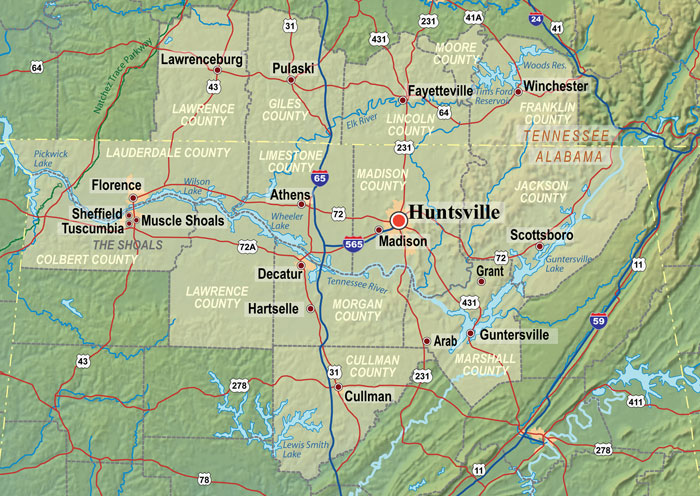 31
24
41A
41
231
431
MOORE
COUNTY
Woods Res.
Lawrenceburg
64
Natchez Trace Parkway
Pulaski
43
Fayetteville
Tims Ford
Reservoir
Winchester
LAWRENCE
COUNTY
GILES
COUNTY
LINCOLN
COUNTY
64
FRANKLIN
COUNTY
Elk River
TENNESSEE
ALABAMA
231
LAUDERDALE COUNTY
LIMESTONE
COUNTY
Pickwick
Lake
MADISON
COUNTY
65
Florence
Wilson
Lake
Athens
JACKSON
COUNTY
Sheffield
Tuscumbia
Muscle Shoals
Wheeler
Lake
72
Huntsville
Madison
THE SHOALS
72A
565
Scottsboro
COLBERT COUNTY
72
Guntersville
Lake
11
Decatur
Grant
Tennessee River
LAWRENCE
COUNTY
Hartselle
MORGAN
COUNTY
431
59
Guntersville
Arab
43
CULLMAN
COUNTY
MARSHALL
COUNTY
31
231
278
Cullman
411
Lewis Smith
Lake
278
78
11